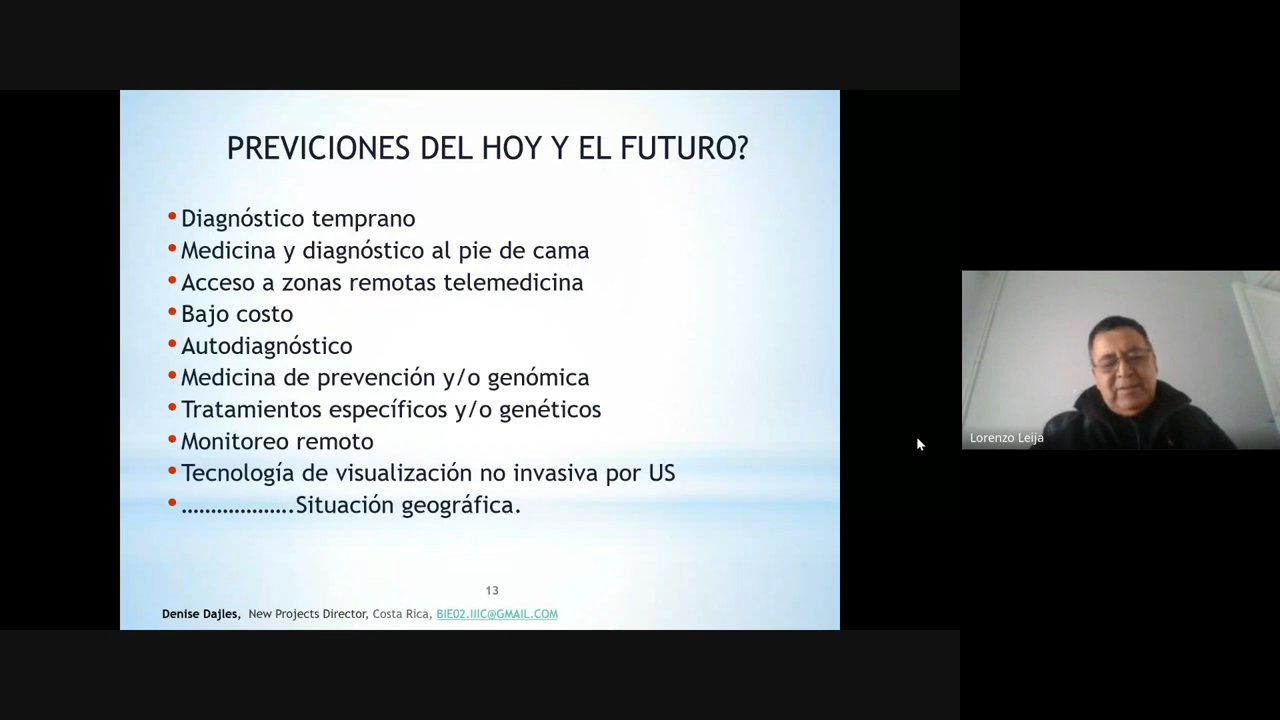 PREVICIONES DEL HOY Y EL FUTURO?
•Diagnóstico temprano
•Medicina y diagnóstico al pie de cama
•Acceso a zonas remotas telemedicina
•Bajo costo
•Autodiagnóstico
•Medicina de prevención y/o genómica
•Tratamientos específicos y/o genéticos
•Monitoreo remoto
•Tecnología de visualización no invasiva por US
•...................Situación geográfica.
13
Denise Dajles, New Projects Director, Costa Rica, BIE02.IIIC@GMAIL.COM
Lorenzo Leija